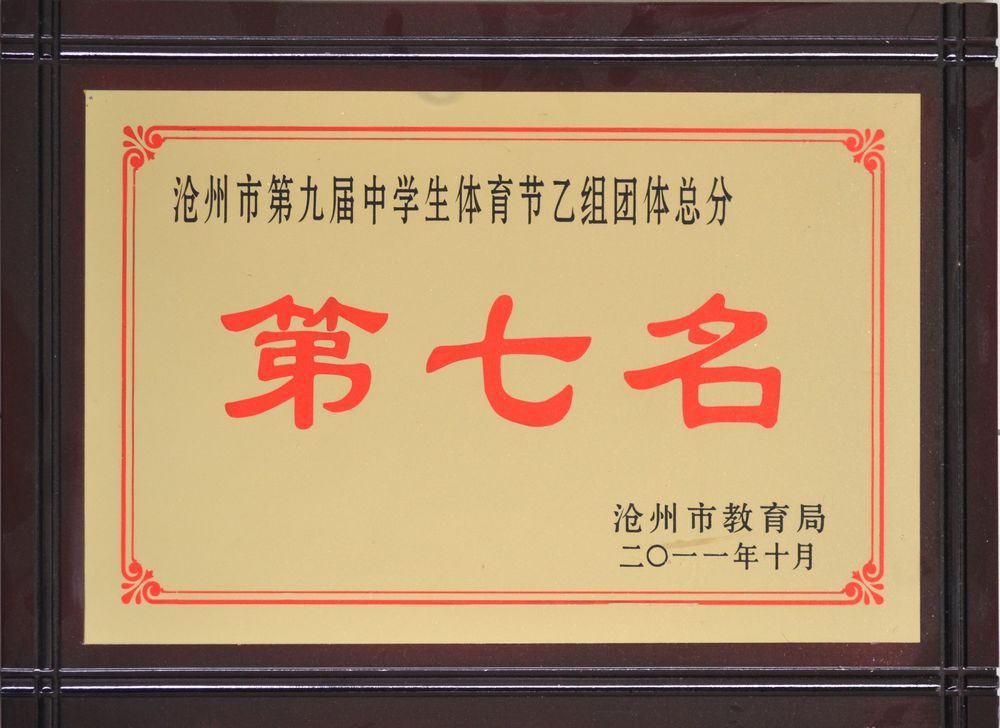 沧州市第九届中学生体育节乙组团体总分
第七名
沧州市教育局
二〇一一年十月